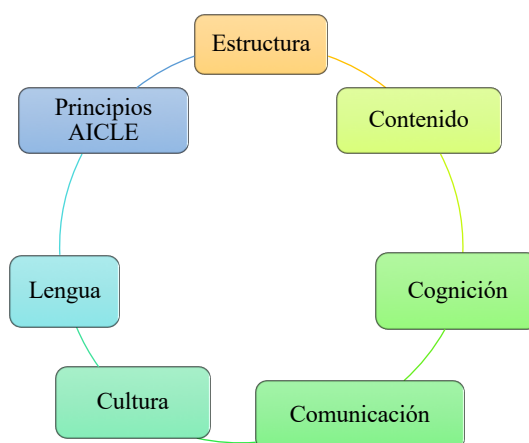 Estructura
Contenido
Cognición
Comunicación
Cultura
Lengua
Principios
AICLE